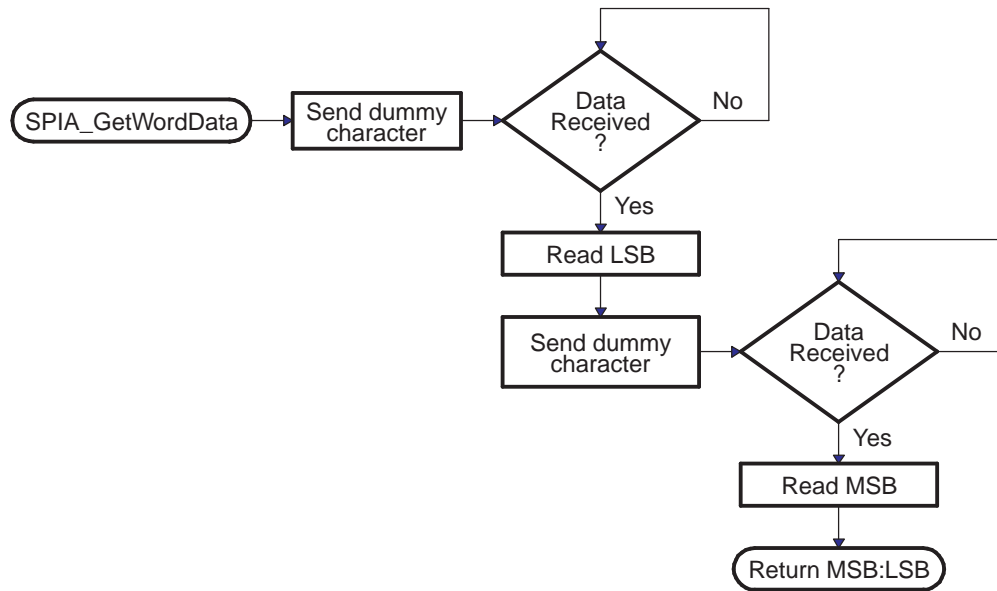 SPIA_GetWordData
Send dummy
character
Data
Received
?
No
Yes
Read LSB
Send dummy
character
Data
Received
?
No
Yes
Read MSB
Return MSB:LSB